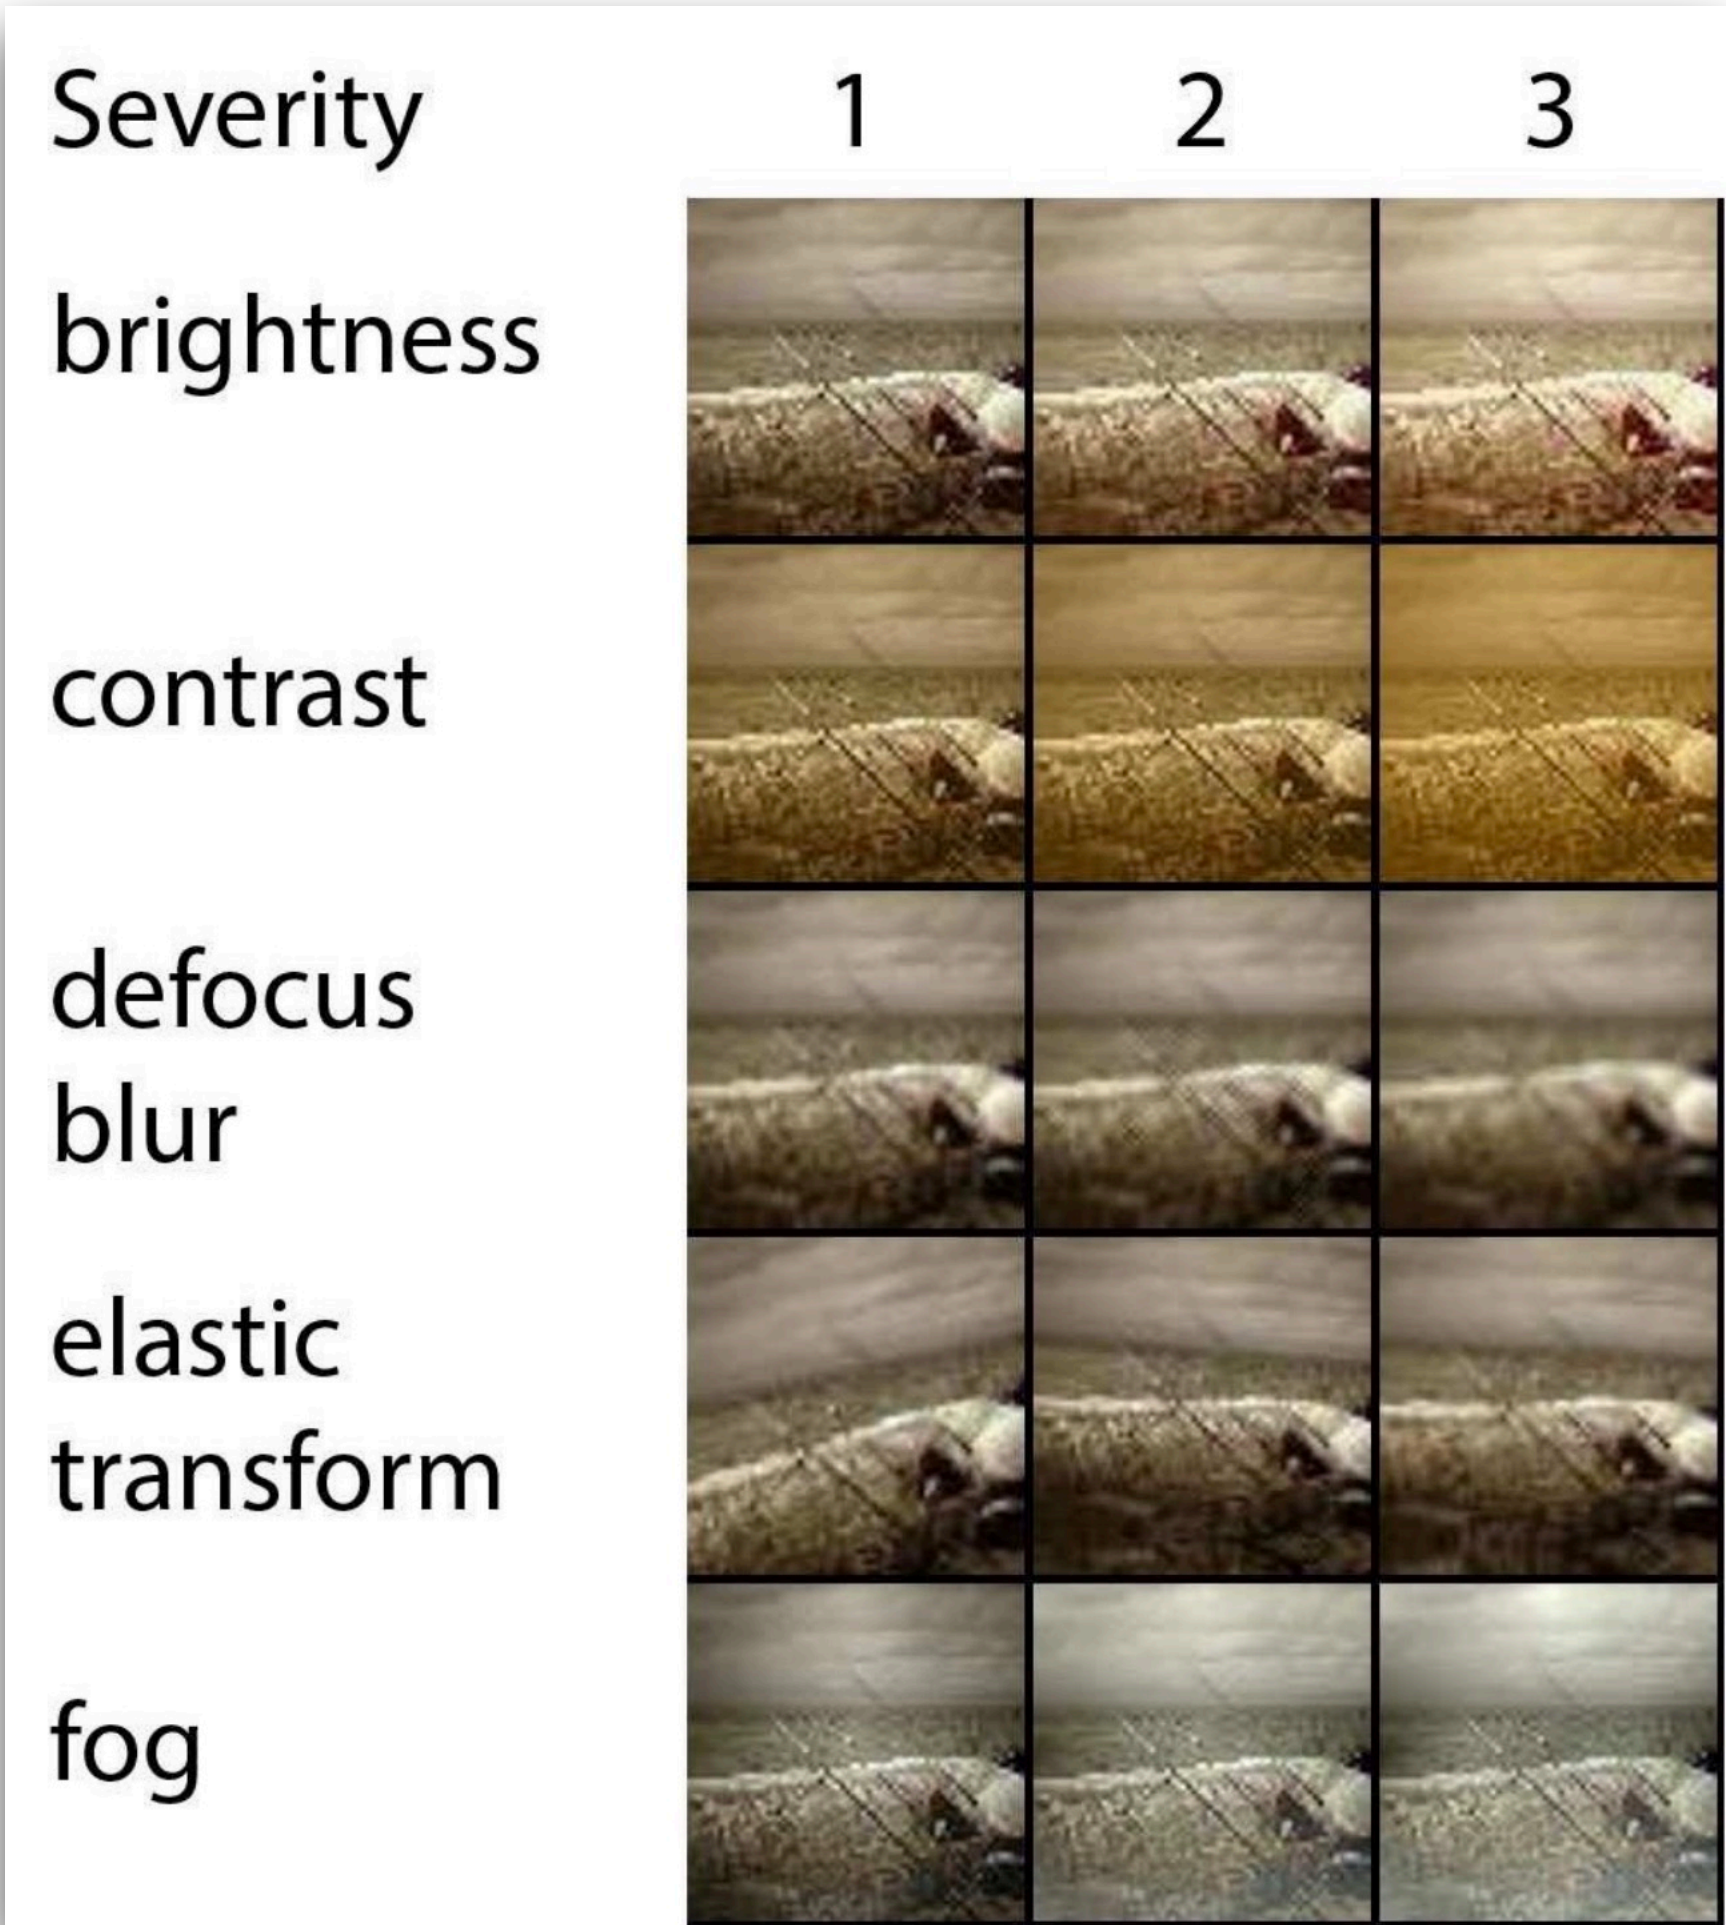 Severity 1 2 3
brightness
contrast
defocus
blur
elastic
transform
fog